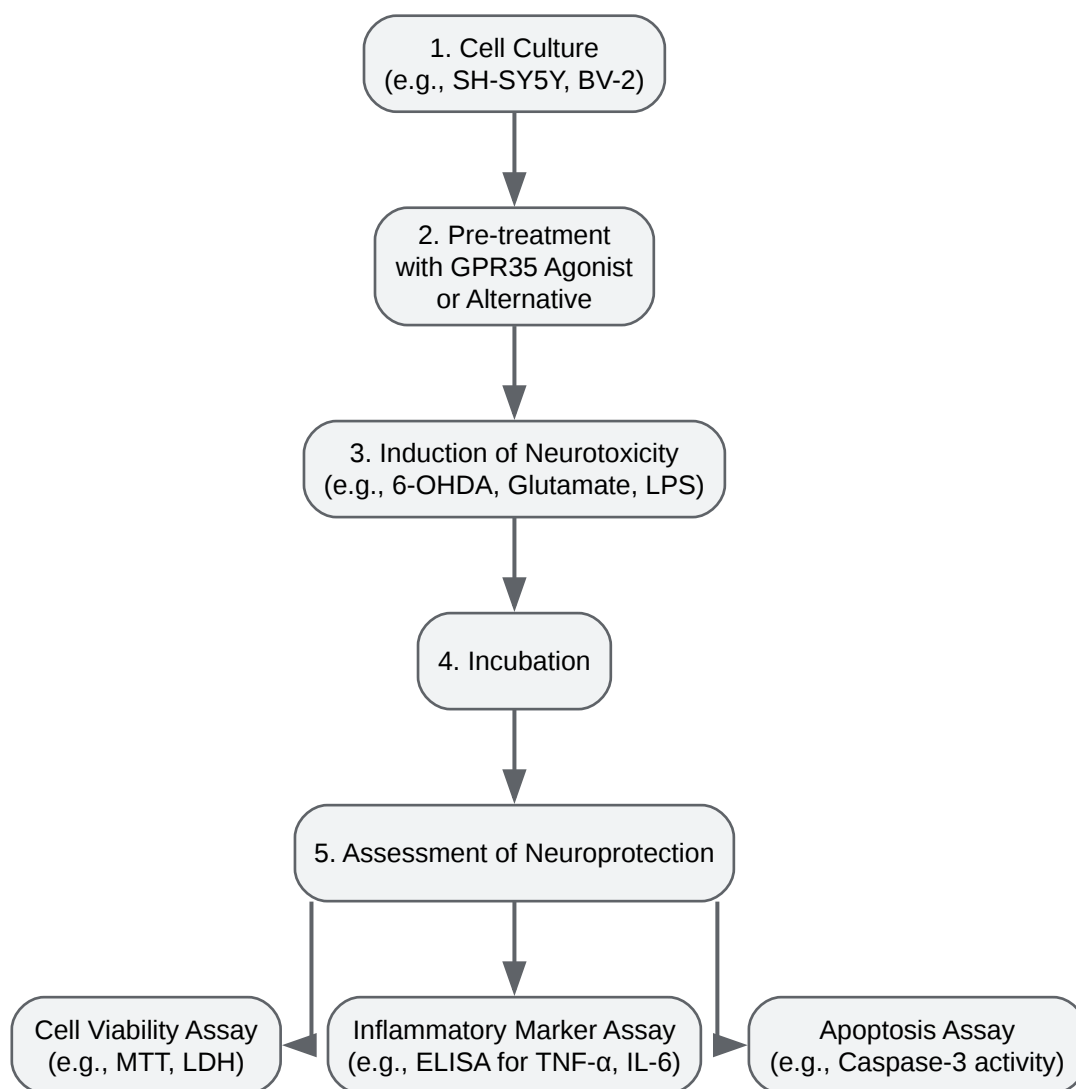 1. Cell Culture
(e.g., SH-SY5Y, BV-2)
2. Pre-treatment
with GPR35 Agonist
or Alternative
3. Induction of Neurotoxicity
(e.g., 6-OHDA, Glutamate, LPS)
4. Incubation
5. Assessment of Neuroprotection
Cell Viability Assay
(e.g., MTT, LDH)
Inflammatory Marker Assay
(e.g., ELISA for TNF-α, IL-6)
Apoptosis Assay
(e.g., Caspase-3 activity)